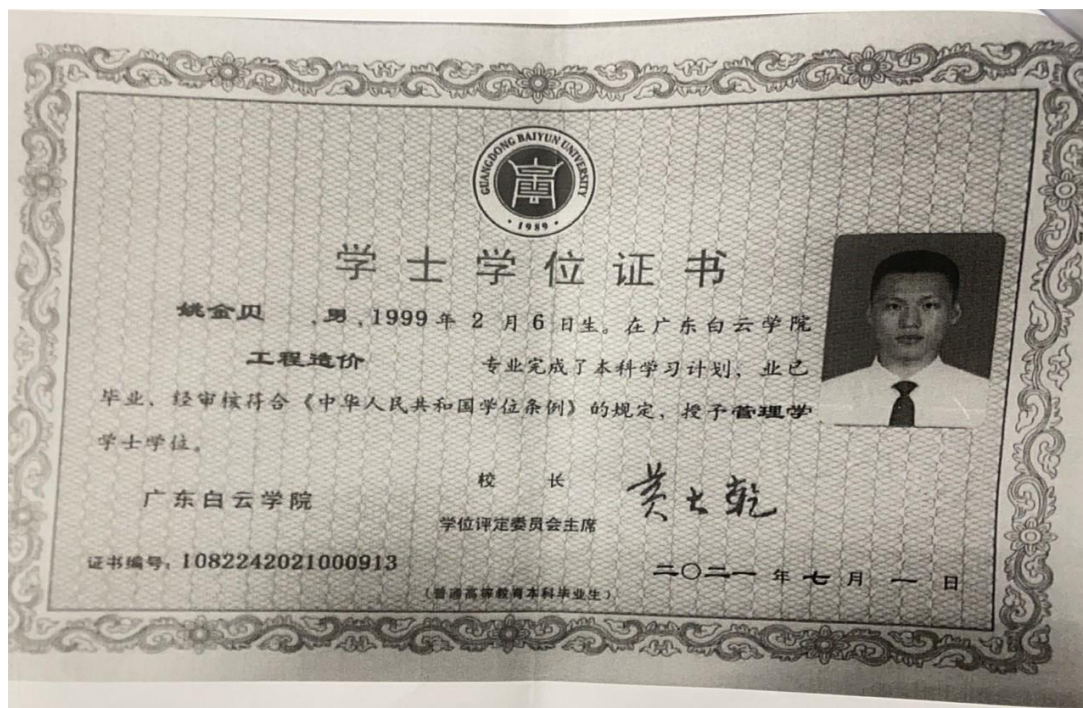 GUANGDONG BAIYUN UNIVERSITY
·1989·
学士学位证书
姚金贝 ，男，1999年2月6日生。在广东白云学院
工程造价 专业完成了本科学习计划，业已
毕业，经审核符合《中华人民共和国学位条例》的规定，授予管理学
学士学位。
广东白云学院
校 长
黄大乾
学位评定委员会主席
证书编号：1082242021000913
二〇二一年七月一日
（普通高等教育本科毕业生）